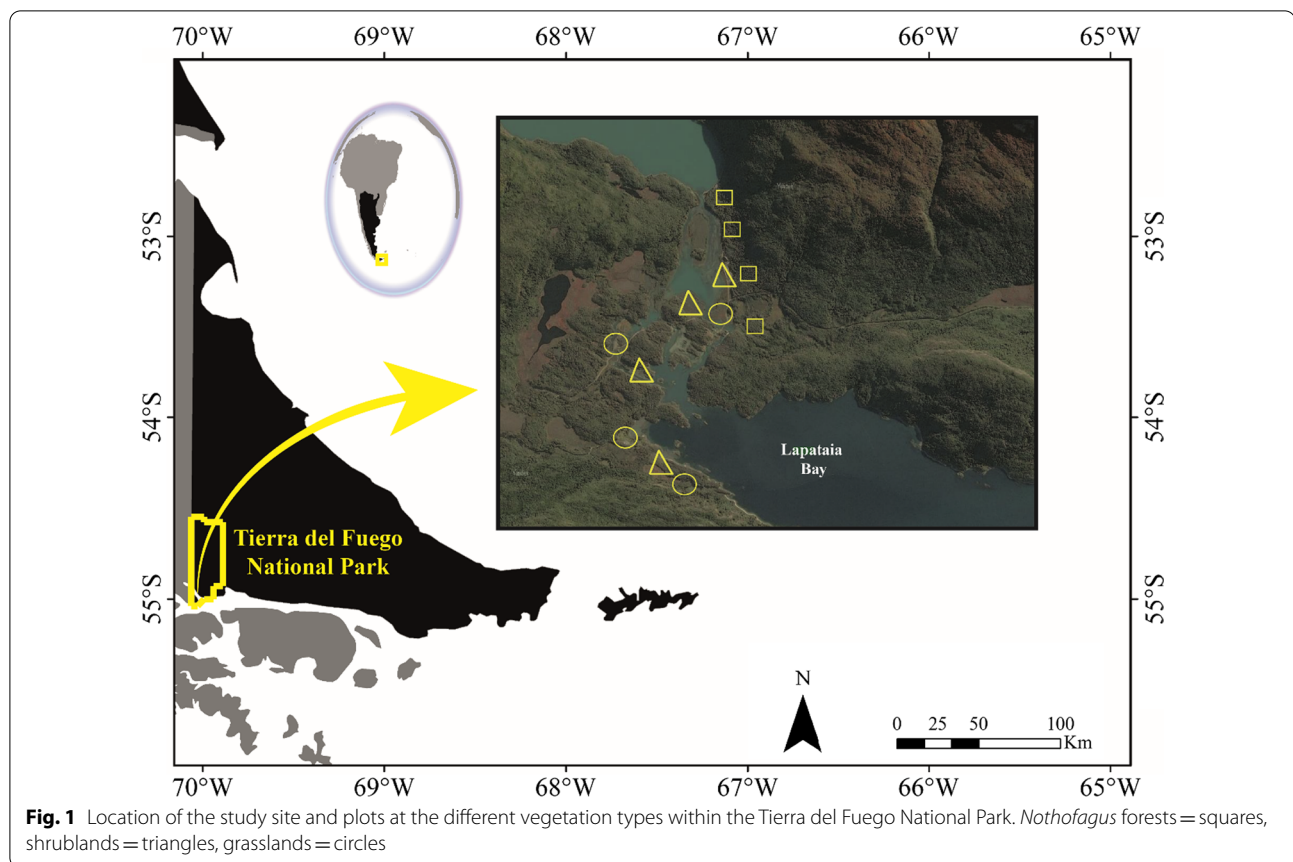 70°W 69°W 68°W 67°W 66°W 65°W
53°S 53°S
54°S 54°S
Lapataia
Bay
Tierra del Fuego
National Park
55°S 55°S
N
0 25 50 100
Km
70°W 69°W 68°W 67°W 66°W 65°W
Fig. 1 Location of the study site and plots at the different vegetation types within the Tierra del Fuego National Park. Nothofagus forests = squares,
shrublands = triangles, grasslands = circles